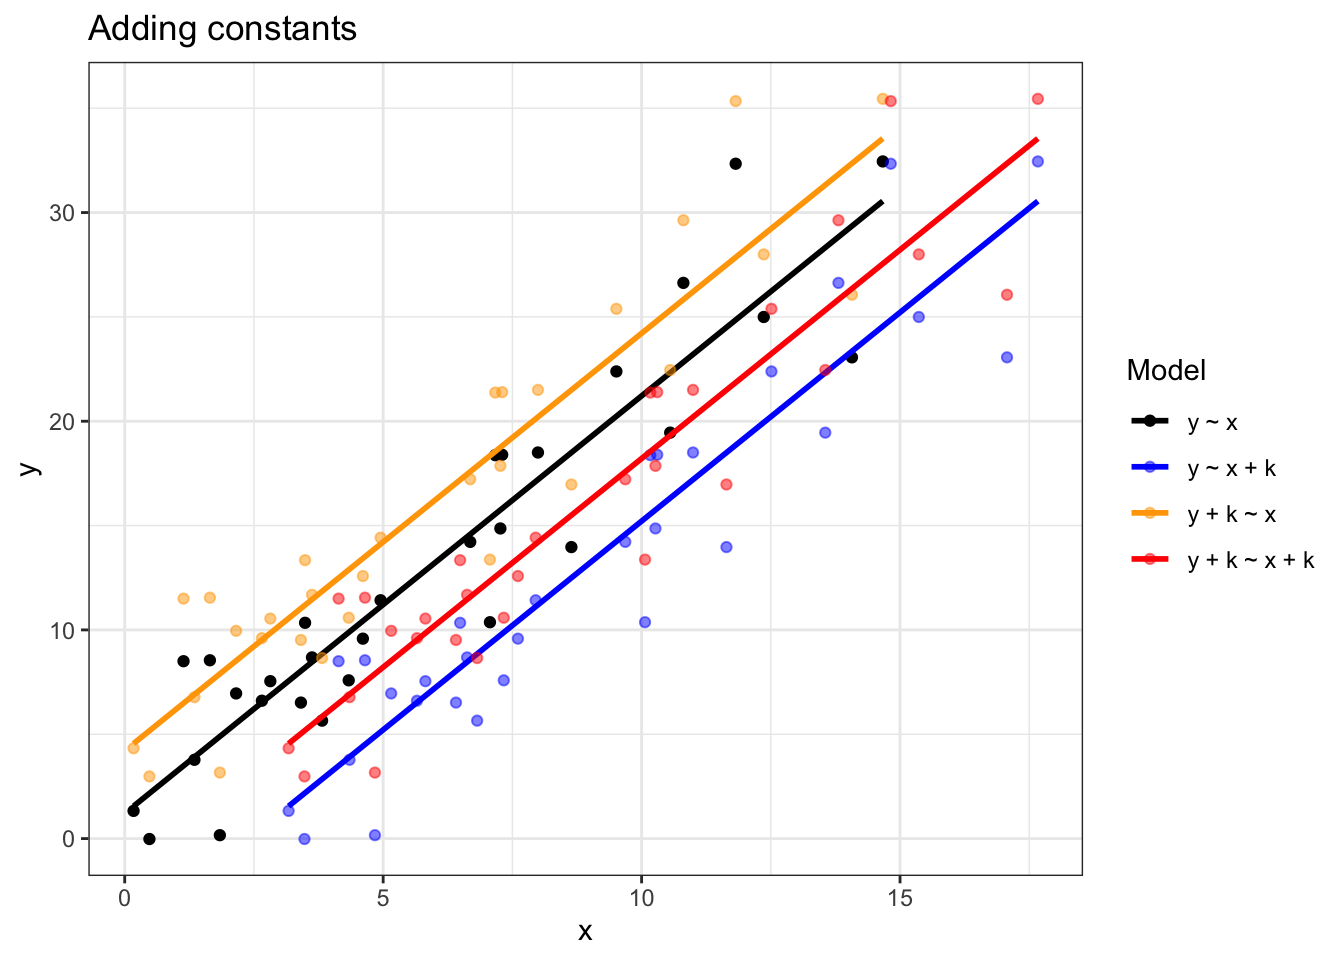 Adding constants
y
30
20
10
0
0 5 10 15
x
Model
y ~ x
y ~ x + k
y + k ~ x
y + k ~ x + k